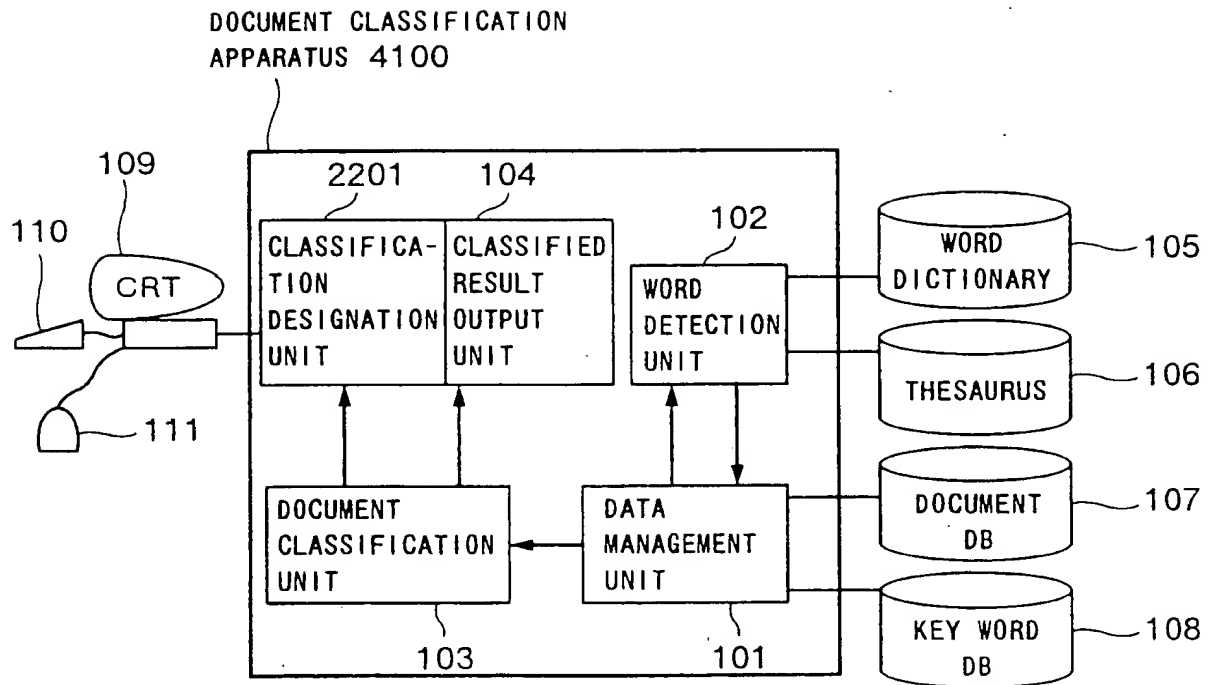 DOCUMENT CLASSIFICATION
APPARATUS 4100
109
110
CRT
111
2201
104
CLASSIFICA-
TION
DESIGNATION
UNIT
CLASSIFIED
RESULT
OUTPUT
UNIT
102
WORD
DETECTION
UNIT
DOCUMENT
CLASSIFICATION
UNIT
103
DATA
MANAGEMENT
UNIT
101
WORD
DICTIONARY
105
THESAURUS
106
DOCUMENT
DB
107
KEY WORD
DB
108